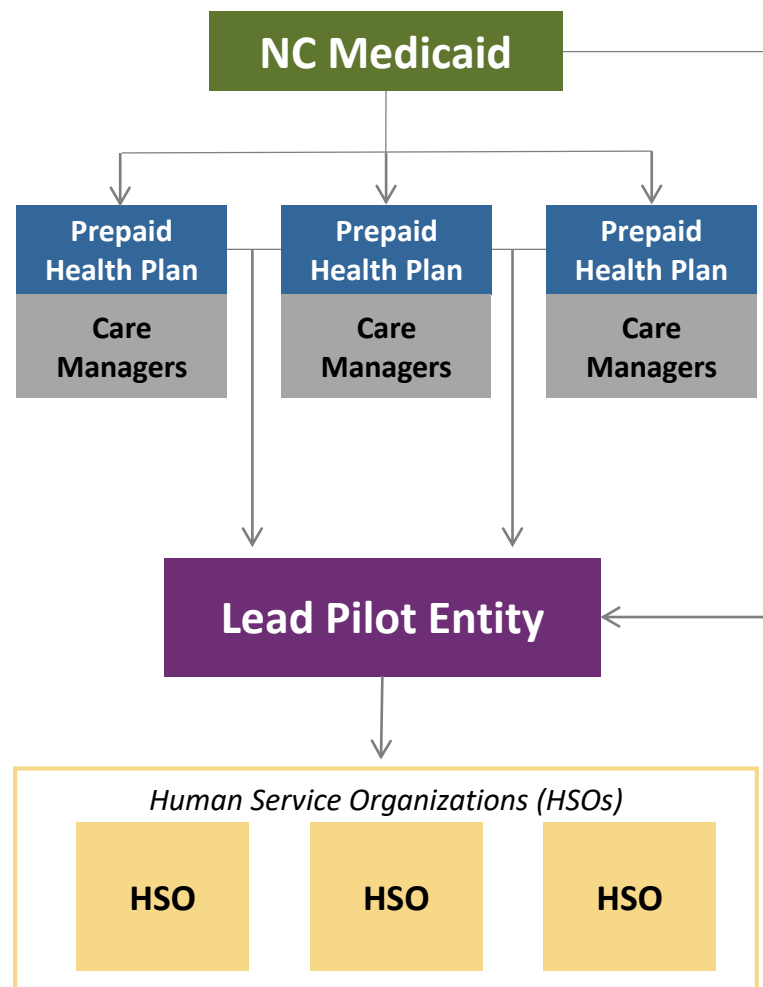 NC Medicaid
Prepaid
Health Plan
Prepaid
Health Plan
Prepaid
Health Plan
Care
Managers
Care
Managers
Care
Managers
Lead Pilot Entity
Human Service Organizations (HSOs)
HSO
HSO
HSO